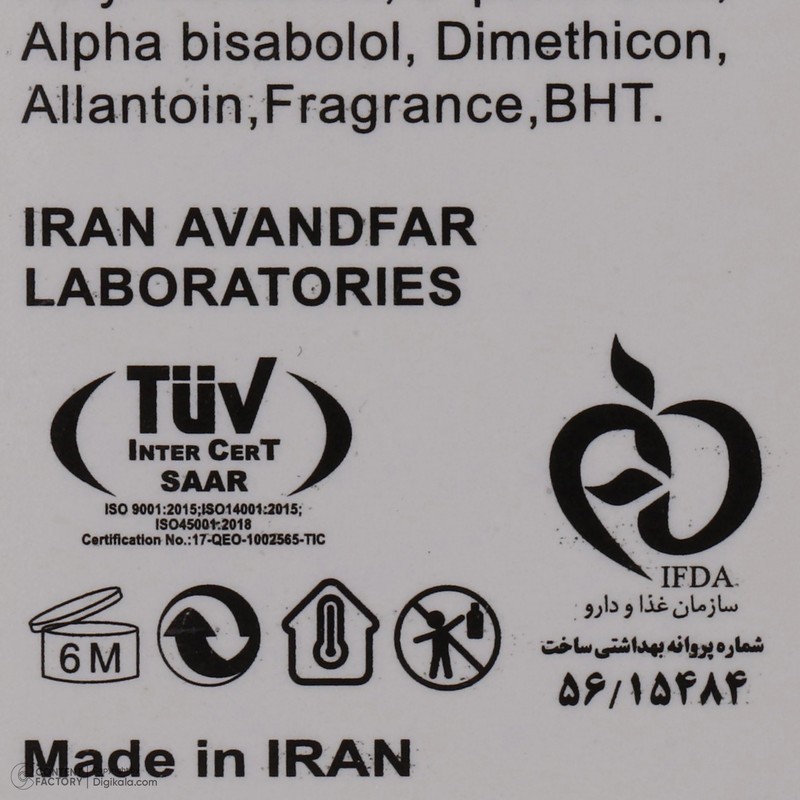 Alpha bisabolol, Dimethicon,
Allantoin,Fragrance,BHT.
IRAN AVANDFAR
LABORATORIES
TÜV
INTER CERT
SAAR
ISO 9001:2015;ISO14001:2015;
ISO45001:2018
Certification No.:17-QEO-1002565-TIC
IFDA
سازمان غذا و دارو
شماره پروانه بهداشتی ساخت
۵۶/۱۵۴۸۴
6 M
Made in IRAN
FACTORY | Digikala.com